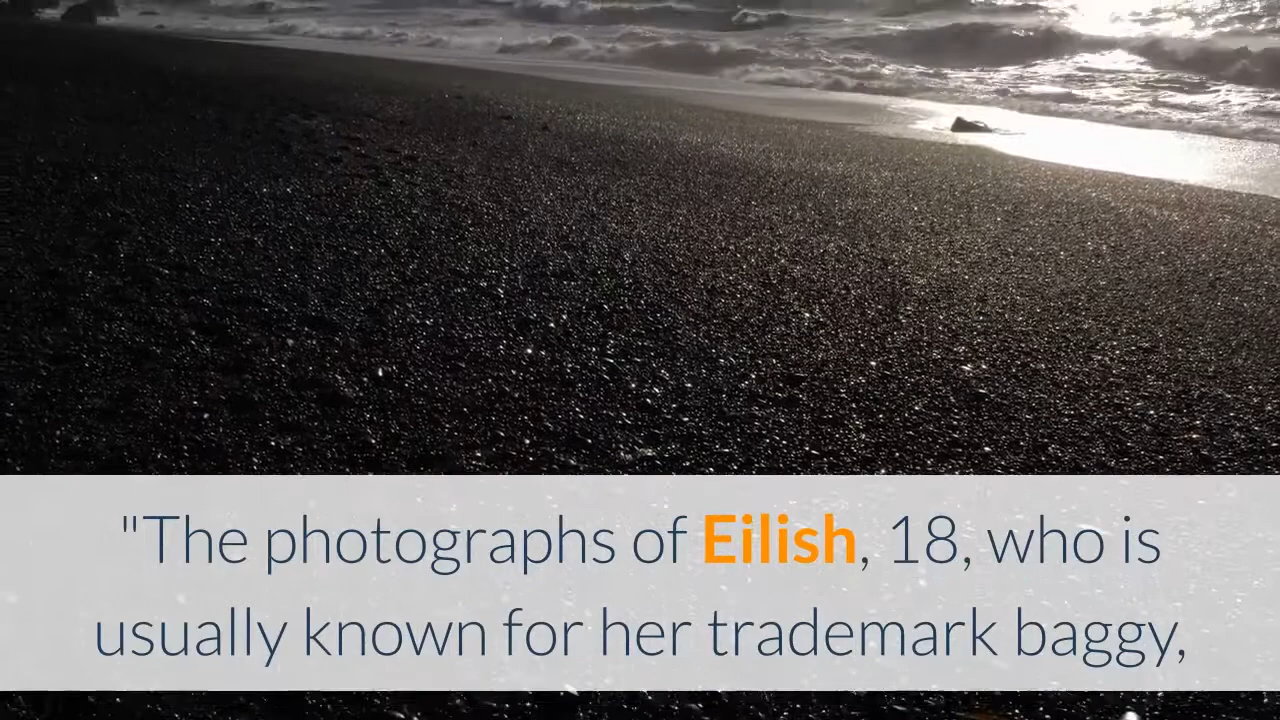 "The photographs of Eilish, 18, who is
usually known for her trademark baggy,